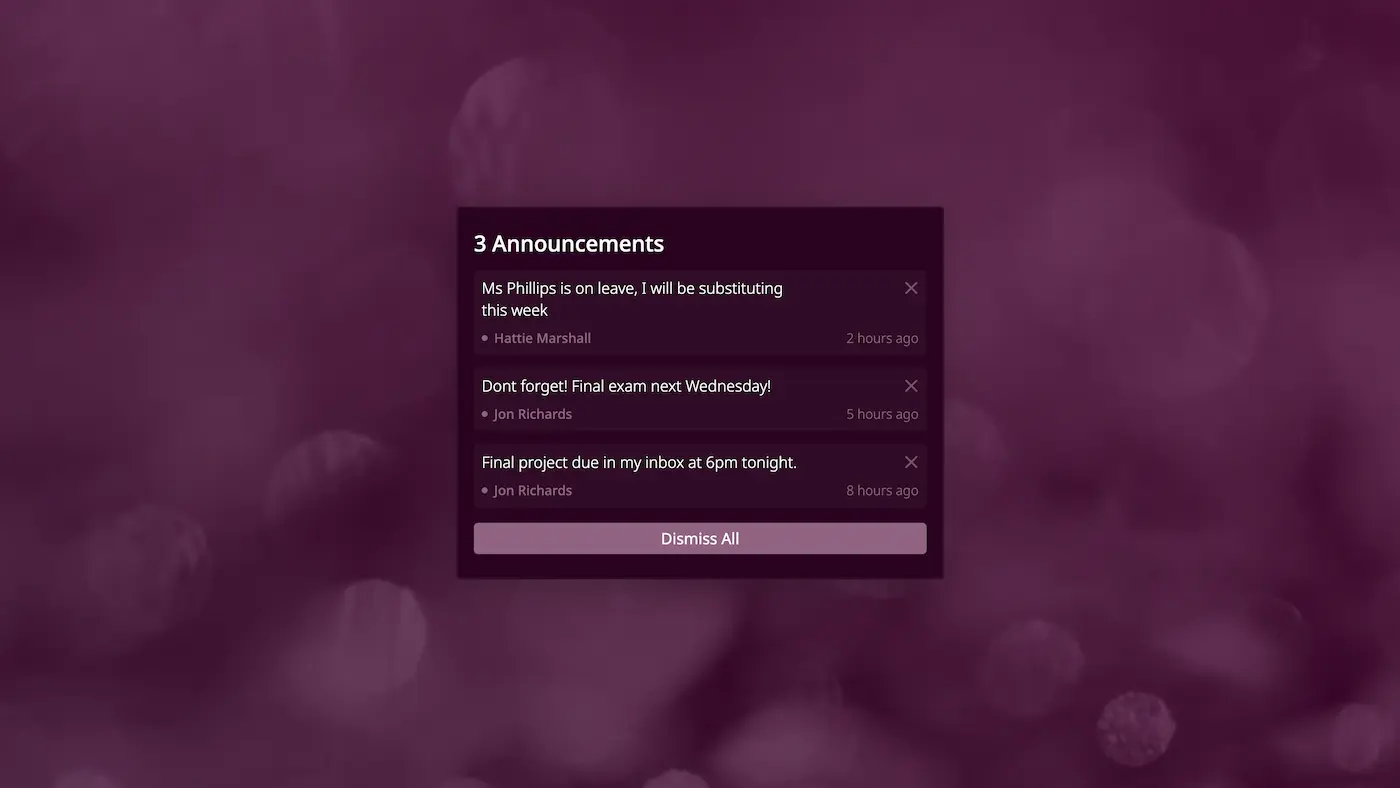 3 Announcements
Ms Phillips is on leave, I will be substituting
this week
Hattie Marshall 2 hours ago
Dont forget! Final exam next Wednesday!
Jon Richards 5 hours ago
Final project due in my inbox at 6pm tonight.
Jon Richards 8 hours ago
Dismiss All